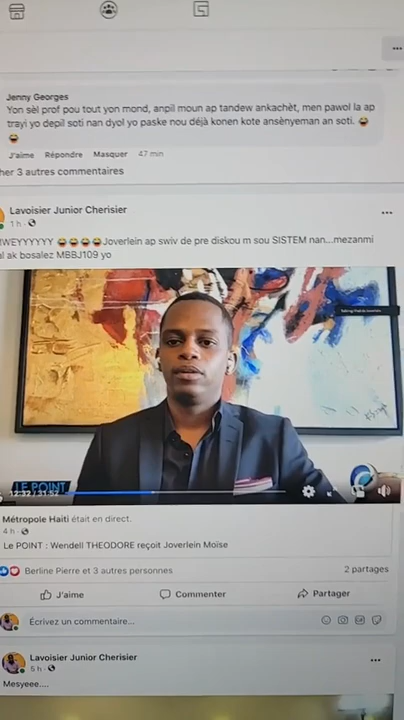 Jenny Georges
Yon sèl prof pou tout yon mond, anpil moun ap tandew ankachèt, men pawol la ap
trayi yo depil soti nan dyol yo paske nou déjà konen kote ansènyeman an soti. 😂
😂
J'aime Répondre Masquer 47 min
her 3 autres commentaires
Lavoisier Junior Cherisier
1 h
WEYYYYYY 😂😂😂😂Joverlein ap swiv de pre diskou m sou SISTEM nan...mezanmi
al ak bosalez MBBJ109 yo
LE POINT
12:32 / 31:52
Métropole Haiti était en direct.
4 h
Le POINT : Wendell THEODORE reçoit Joverlein Moïse
Berline Pierre et 3 autres personnes 2 partages
J'aime Commenter Partager
Écrivez un commentaire...
Lavoisier Junior Cherisier
5 h
Mesyeee....